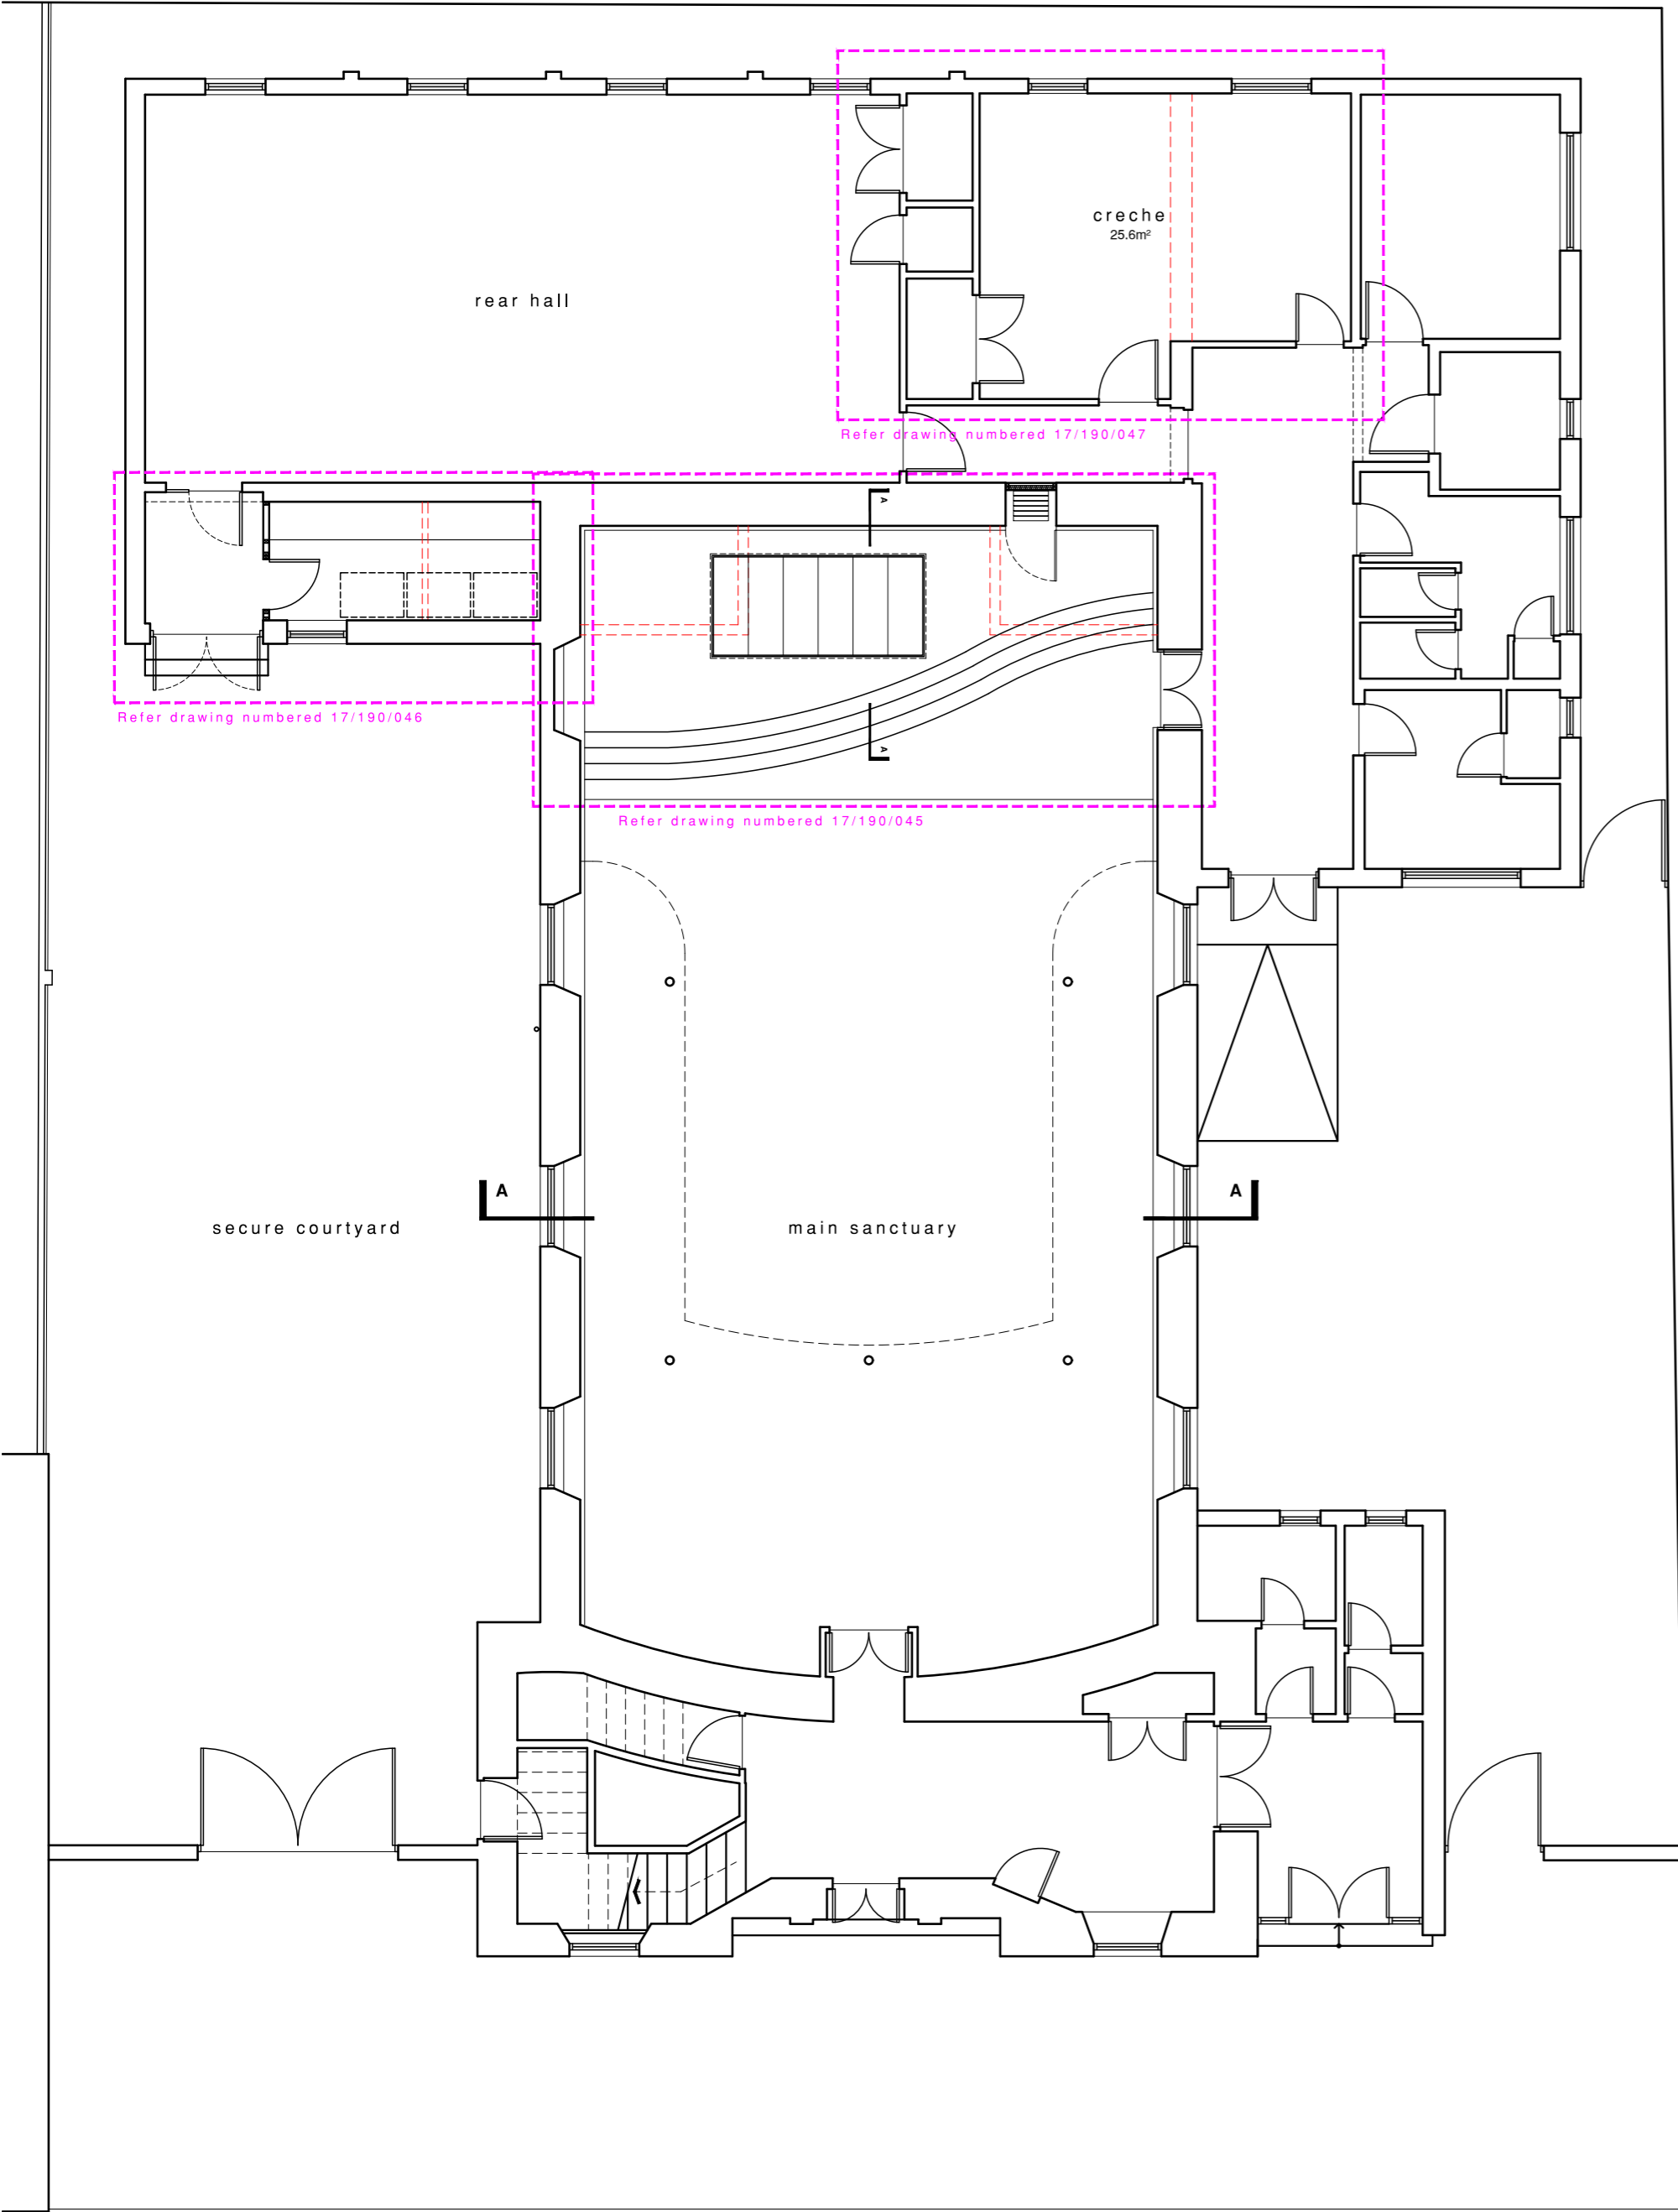 creche
25.6m²
rear hall
Refer drawing numbered 17/190/047
A
Refer drawing numbered 17/190/046
A
Refer drawing numbered 17/190/045
A
A
secure courtyard
main sanctuary